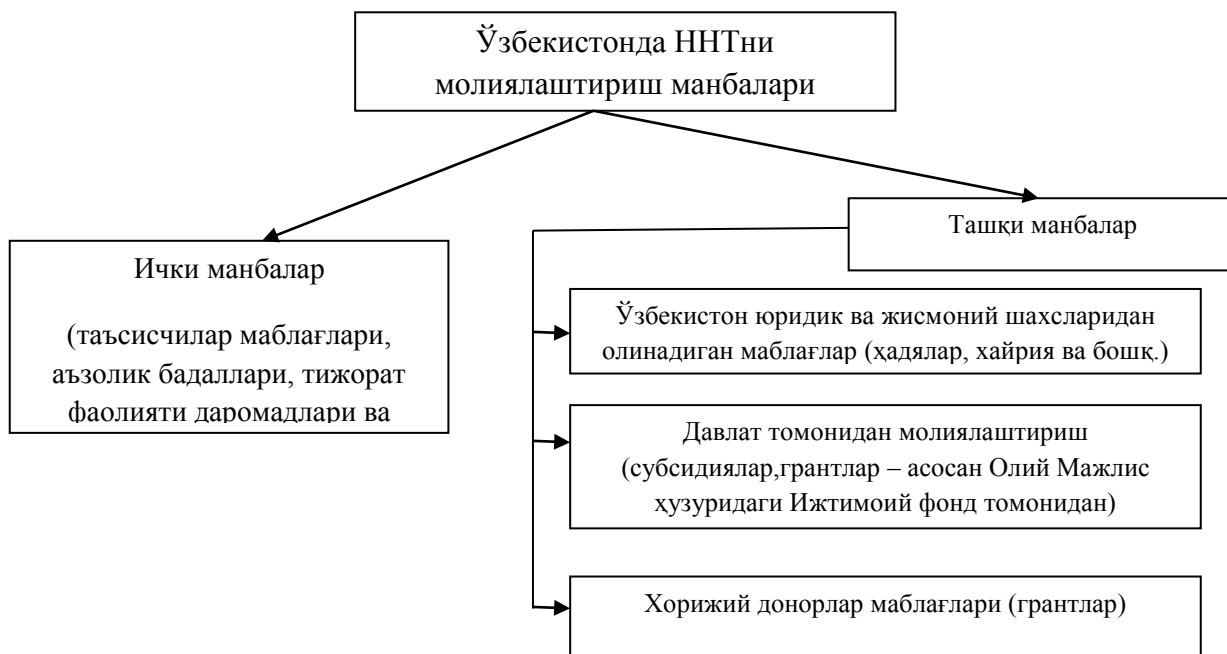 Ўзбекистонда ННТни
молиялаштириш манбалари
Ички манбалар
(таъсисчилар маблағлари,
аъзолик бадаллари, тижорат
фаолияти даромадлари ва
Ташқи манбалар
Ўзбекистон юридик ва жисмоний шахсларидан
олинадиган маблағлар (ҳадялар, хайрия ва бошқ.)
Давлат томонидан молиялаштириш
(субсидиялар,грантлар – асосан Олий Мажлис
ҳузуридаги Ижтимоий фонд томонидан)
Хорижий донорлар маблағлари (грантлар)